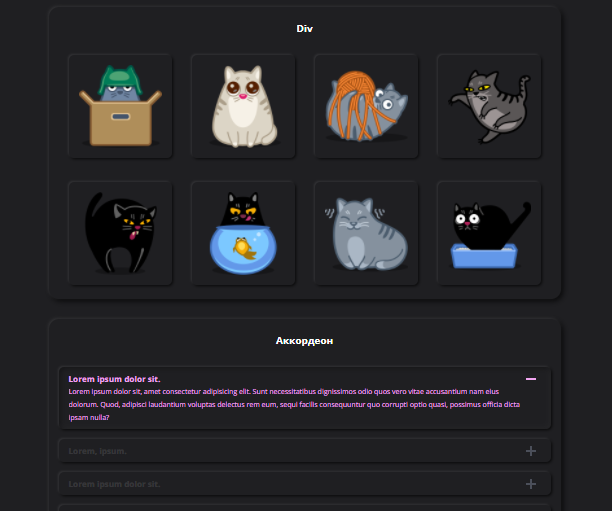 Div
Аккордеон
Lorem ipsum dolor sit.
Lorem ipsum dolor sit, amet consectetur adipisicing elit. Sunt necessitatibus dignissimos odio quos vero vitae accusantium nam eius
dolorum. Quod, adipisci laudantium voluptas delectus rem eum, sequi facilis consequuntur quo corrupti optio quasi, possimus officia dicta
ipsam nulla?
Lorem, ipsum.
Lorem ipsum dolor sit.